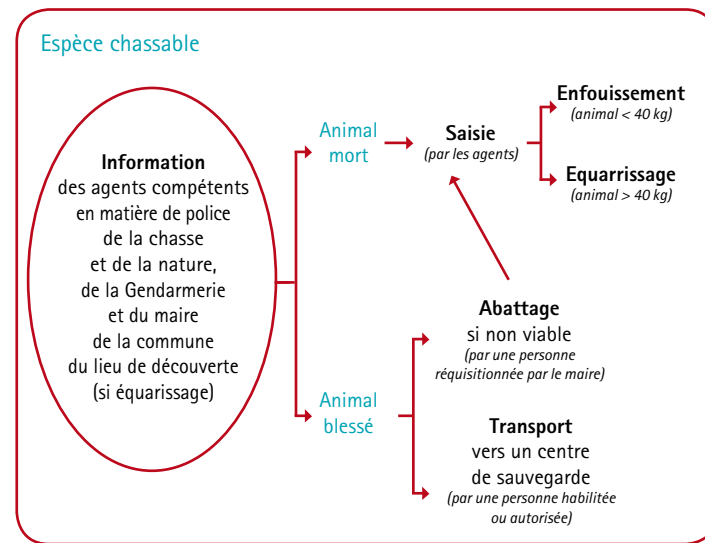 Espèce chassable
Information
des agents compétents
en matière de police
de la chasse
et de la nature,
de la Gendarmerie
et du maire
de la commune
du lieu de découverte
(si équarissage)
Animal
mort
Saisie
(par les agents)
Enfouissement
(animal < 40 kg)
Equarrissage
(animal > 40 kg)
Animal
blessé
Abattage
si non viable
(par une personne
réquisitionnée par le maire)
Transport
vers un centre
de sauvegarde
(par une personne habilitée
ou autorisée)